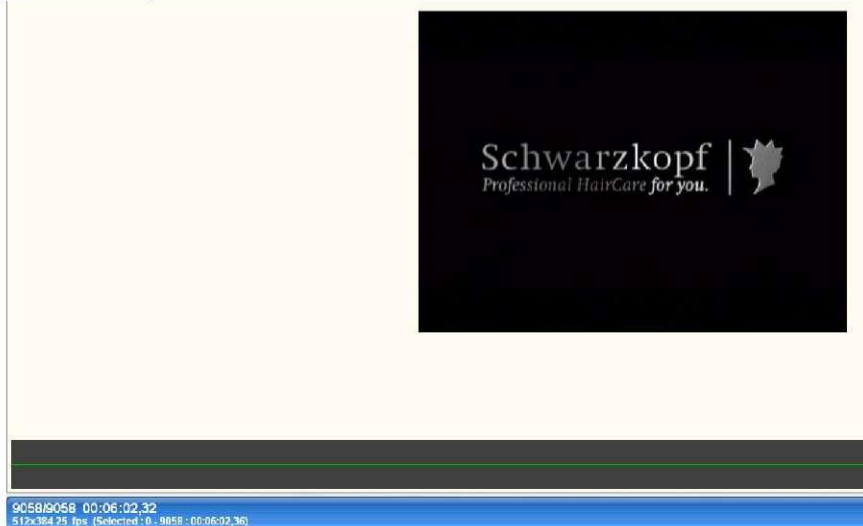 Schwarzkopf
Professional HairCare for you.
9058/9058 00:06:02,32
512x384 25 fps (Selected : 0 - 9058 : 00:06:02,36)